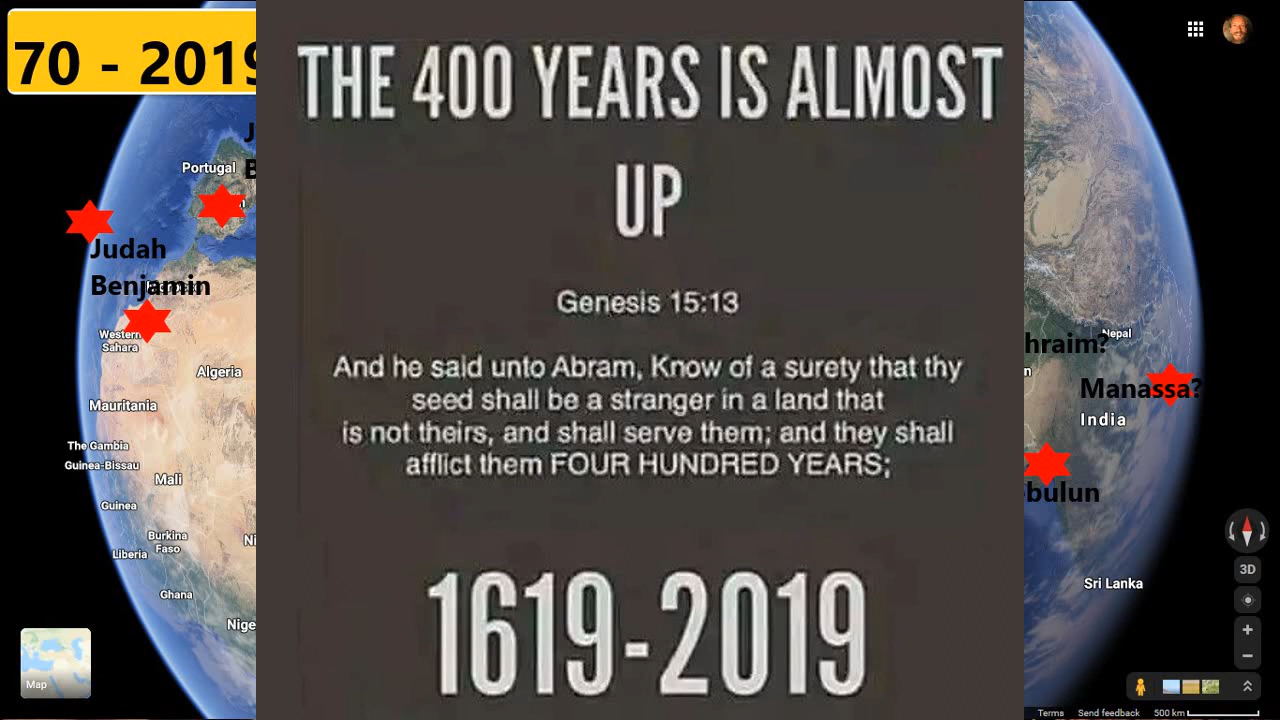 70 - 2019
THE 400 YEARS IS ALMOST
UP
Genesis 15:13
And he said unto Abram, Know of a surety that thy
seed shall be a stranger in a land that
is not theirs, and shall serve them; and they shall
afflict them FOUR HUNDRED YEARS;
1619-2019
Portugal
Judah
Benjamin
Western
Sahara
Algeria
Mauritania
The Gambia
Guinea-Bissau
Mali
Guinea
Burkina
Faso
Liberia
Ghana
Map
Nepal
hraim?
Manassa?
India
bulun
Sri Lanka
3D
Terms Send feedback 500 km